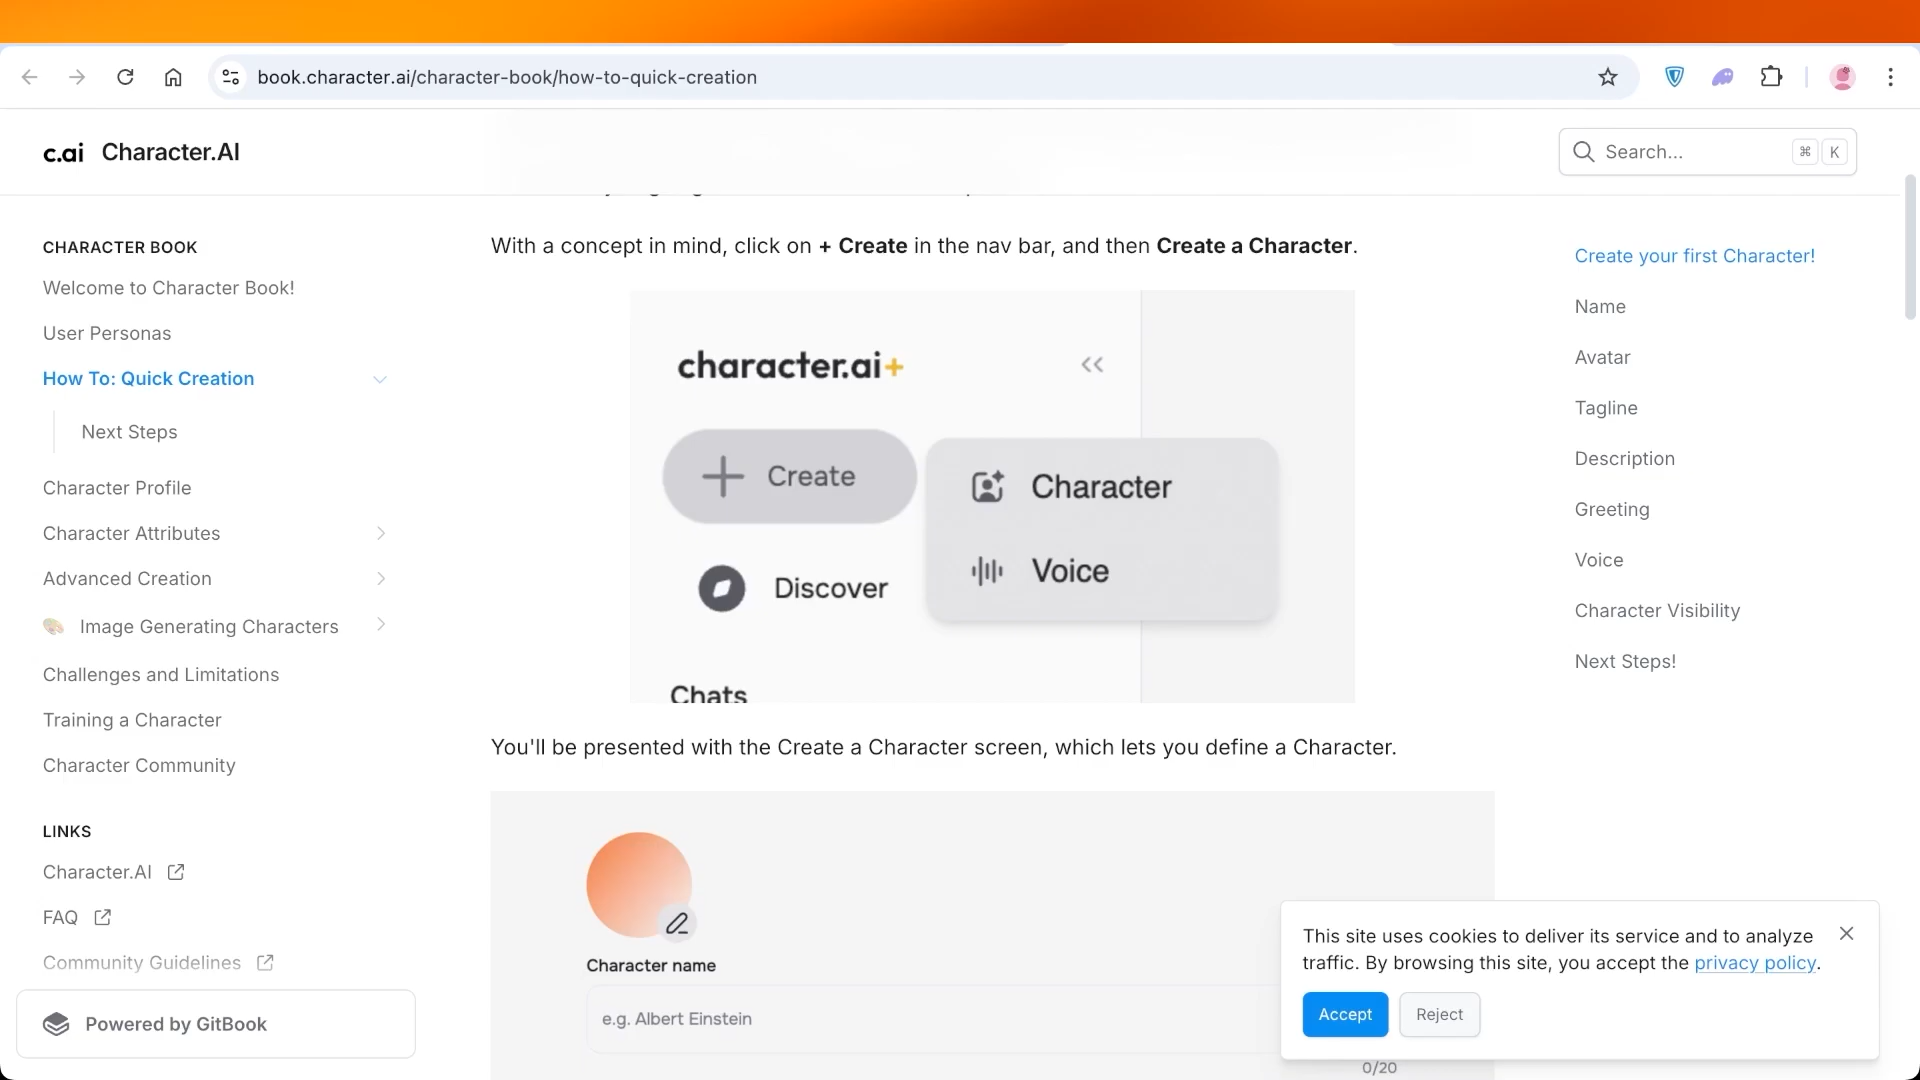 book.character.ai/character-book/how-to-quick-creation
c.ai Character.AI
Search...
⌘ K
CHARACTER BOOK
Welcome to Character Book!
User Personas
How To: Quick Creation
Next Steps
Character Profile
Character Attributes
Advanced Creation
Image Generating Characters
Challenges and Limitations
Training a Character
Character Community
LINKS
Character.AI
FAQ
Community Guidelines
Powered by GitBook
With a concept in mind, click on + Create in the nav bar, and then Create a Character.
character.ai+
Create
Character
Voice
Discover
Chats
You'll be presented with the Create a Character screen, which lets you define a Character.
Character name
e.g. Albert Einstein
0/20
Create your first Character!
Name
Avatar
Tagline
Description
Greeting
Voice
Character Visibility
Next Steps!
This site uses cookies to deliver its service and to analyze
traffic. By browsing this site, you accept the privacy policy.
Accept
Reject